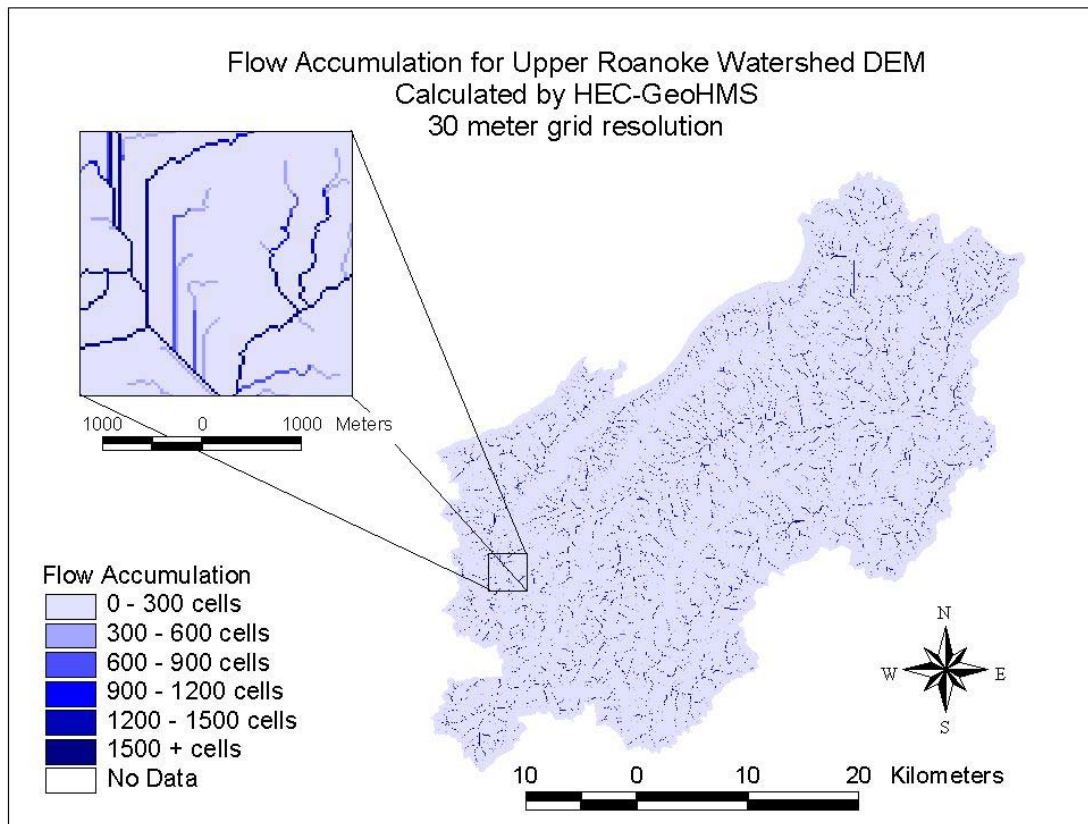 Flow Accumulation for Upper Roanoke Watershed DEM
Calculated by HEC-GeoHMS
30 meter grid resolution
1000 0 1000 Meters
Flow Accumulation
0 - 300 cells
300 - 600 cells
600 - 900 cells
900 - 1200 cells
1200 - 1500 cells
1500 + cells
No Data
N
W E
S
10 0 10 20 Kilometers